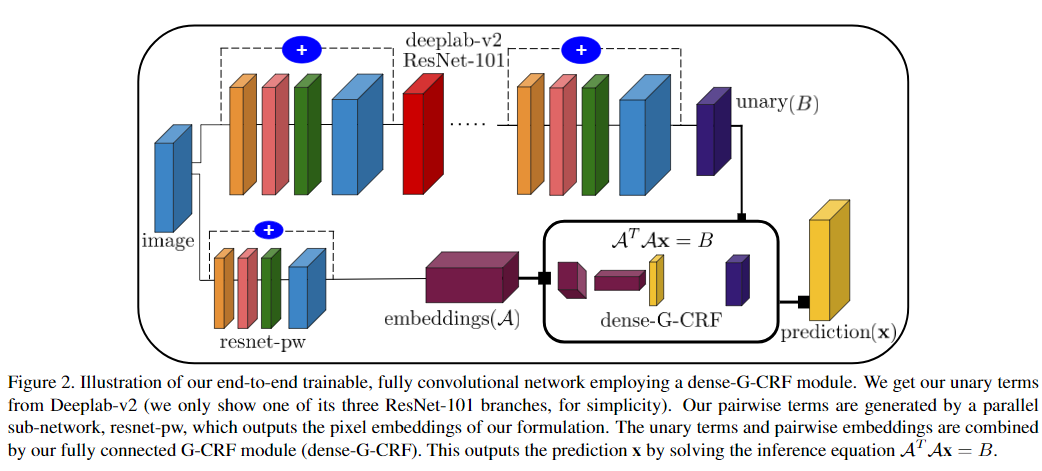 deeplab-v2
ResNet-101
+
+
unary(B)
image
+
resnet-pw
embeddings(𝒜)
𝒜ᵀ𝒜x = B
dense-G-CRF
prediction(x)
Figure 2. Illustration of our end-to-end trainable, fully convolutional network employing a dense-G-CRF module. We get our unary terms
from Deeplab-v2 (we only show one of its three ResNet-101 branches, for simplicity). Our pairwise terms are generated by a parallel
sub-network, resnet-pw, which outputs the pixel embeddings of our formulation. The unary terms and pairwise embeddings are combined
by our fully connected G-CRF module (dense-G-CRF). This outputs the prediction x by solving the inference equation 𝒜ᵀ𝒜x = B.